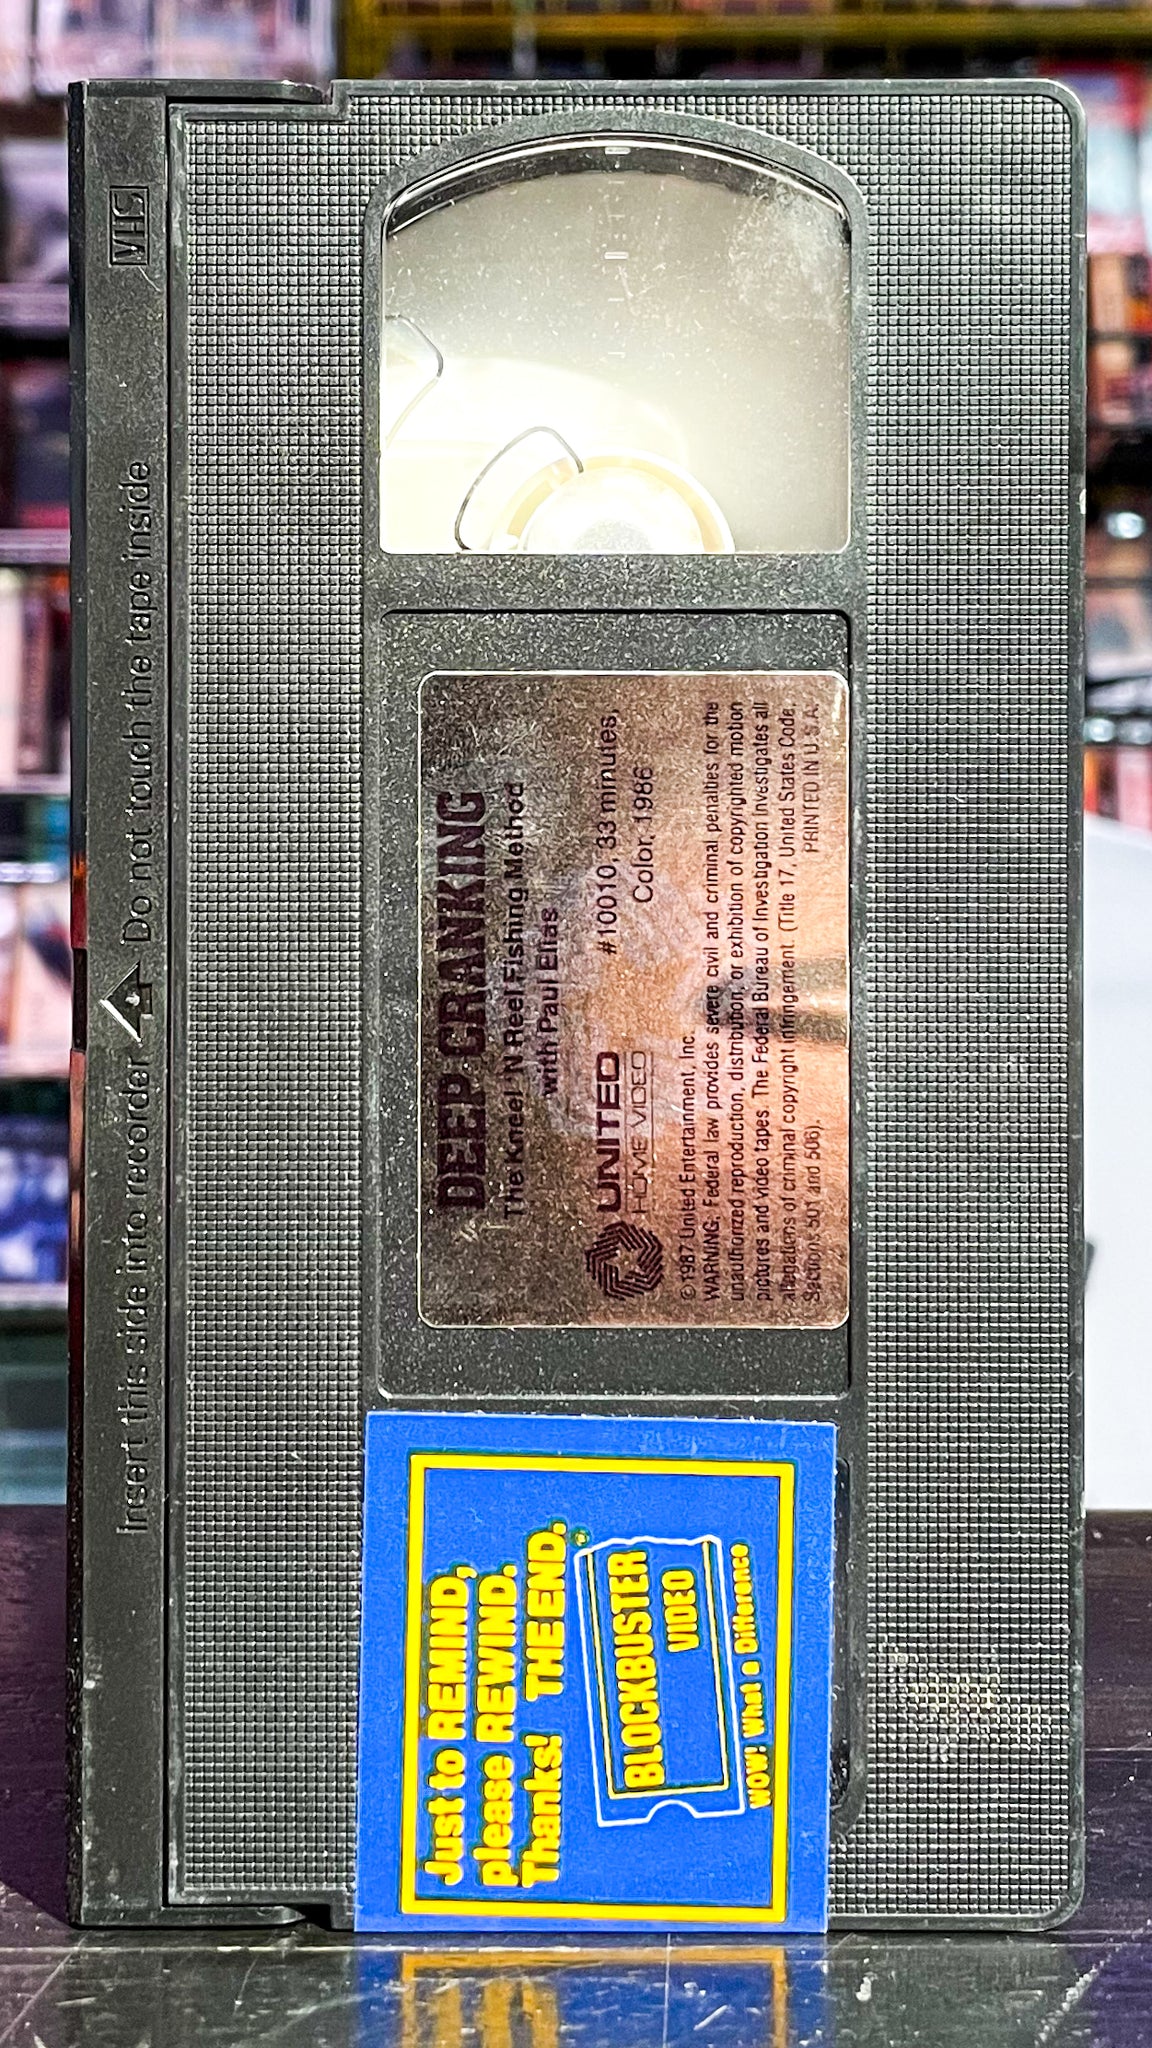 VHS
Insert this side into recorder
Do not touch the tape inside
DEEP CRANKING
The Kneel 'N Reel Fishing Method
with Paul Elias
UNITED
HOME VIDEO
#10010, 33 minutes,
Color, 1986
©1987 United Entertainment, Inc.
WARNING: Federal law provides severe civil and criminal penalties for the
unauthorized reproduction, distribution, or exhibition of copyrighted motion
pictures and video tapes. The Federal Bureau of Investigation investigates all
allegations of criminal copyright infringement. (Title 17, United States Code,
Sections 501 and 506).
PRINTED IN U.S.A.
Just to REMIND,
please REWIND.
Thanks! THE END.
BLOCKBUSTER
VIDEO
®
WOW! What a Difference